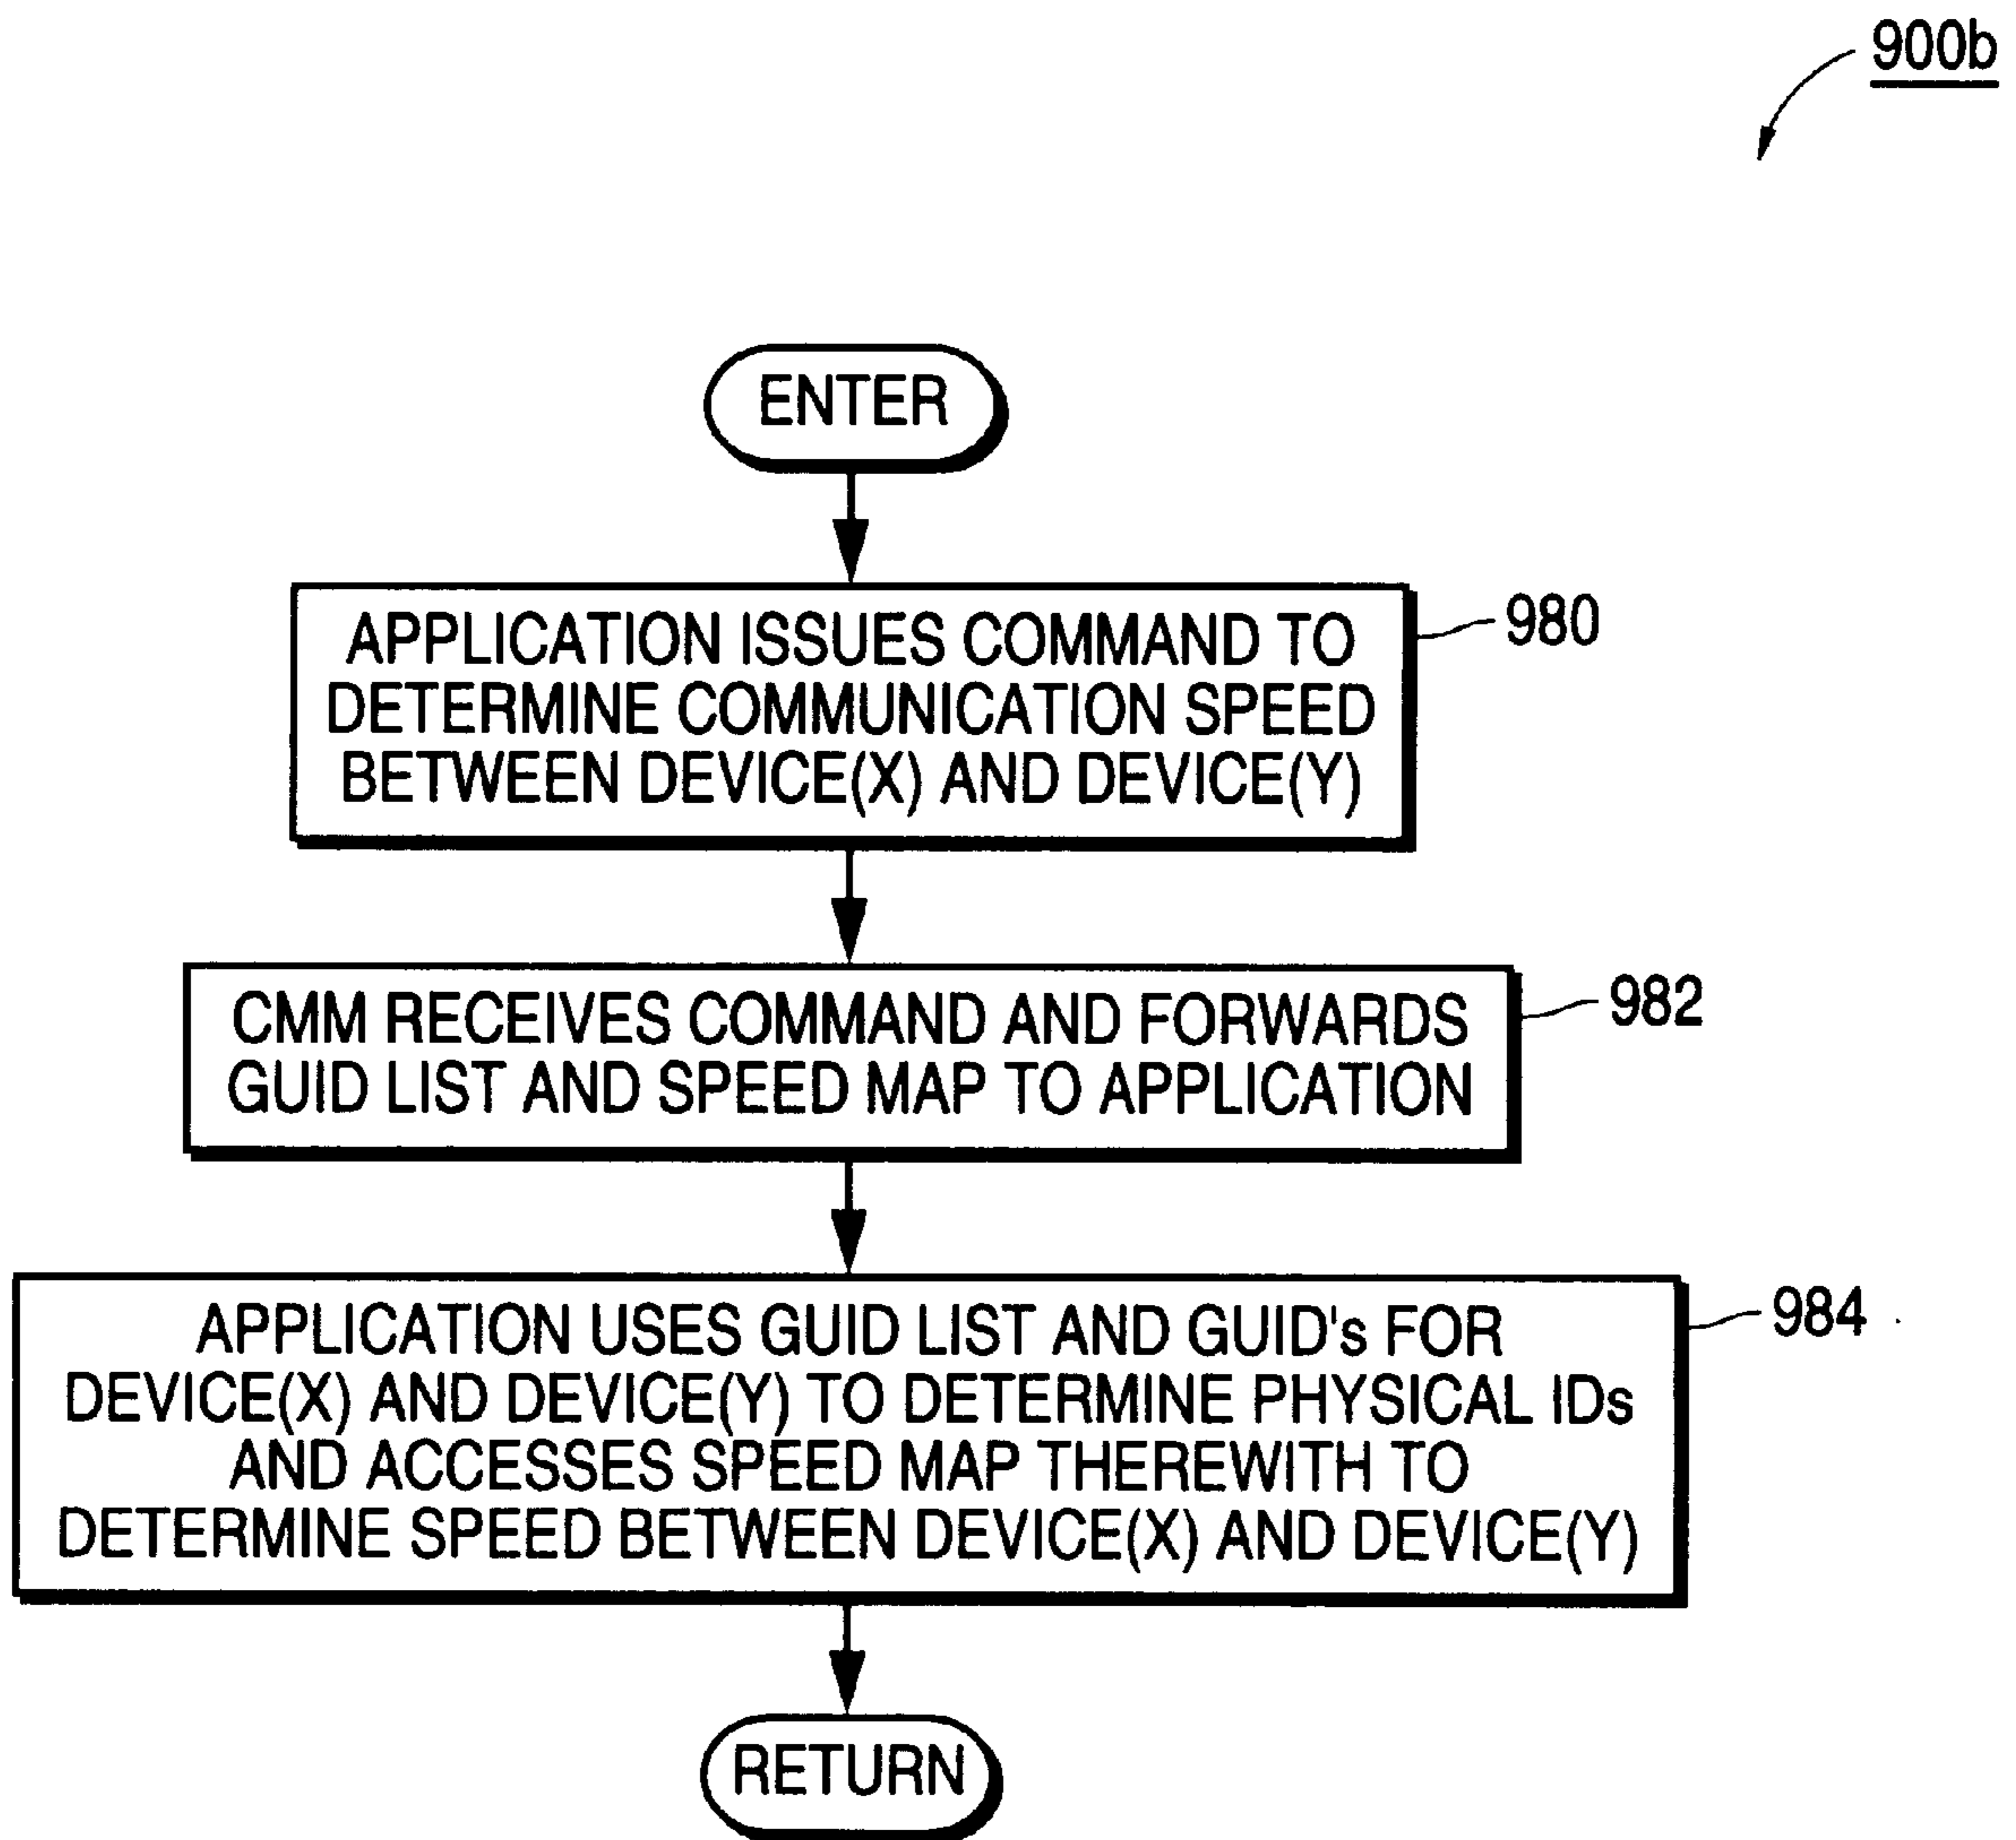 900b
ENTER
APPLICATION ISSUES COMMAND TO
DETERMINE COMMUNICATION SPEED
BETWEEN DEVICE(X) AND DEVICE(Y)
980
CMM RECEIVES COMMAND AND FORWARDS
GUID LIST AND SPEED MAP TO APPLICATION
982
APPLICATION USES GUID LIST AND GUID's FOR
DEVICE(X) AND DEVICE(Y) TO DETERMINE PHYSICAL IDs
AND ACCESSES SPEED MAP THEREWITH TO
DETERMINE SPEED BETWEEN DEVICE(X) AND DEVICE(Y)
984
RETURN